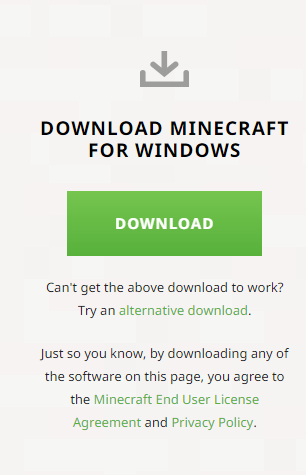 DOWNLOAD MINECRAFT
FOR WINDOWS
DOWNLOAD
Can't get the above download to work?
Try an alternative download.
Just so you know, by downloading any of
the software on this page, you agree to
the Minecraft End User License
Agreement and Privacy Policy.